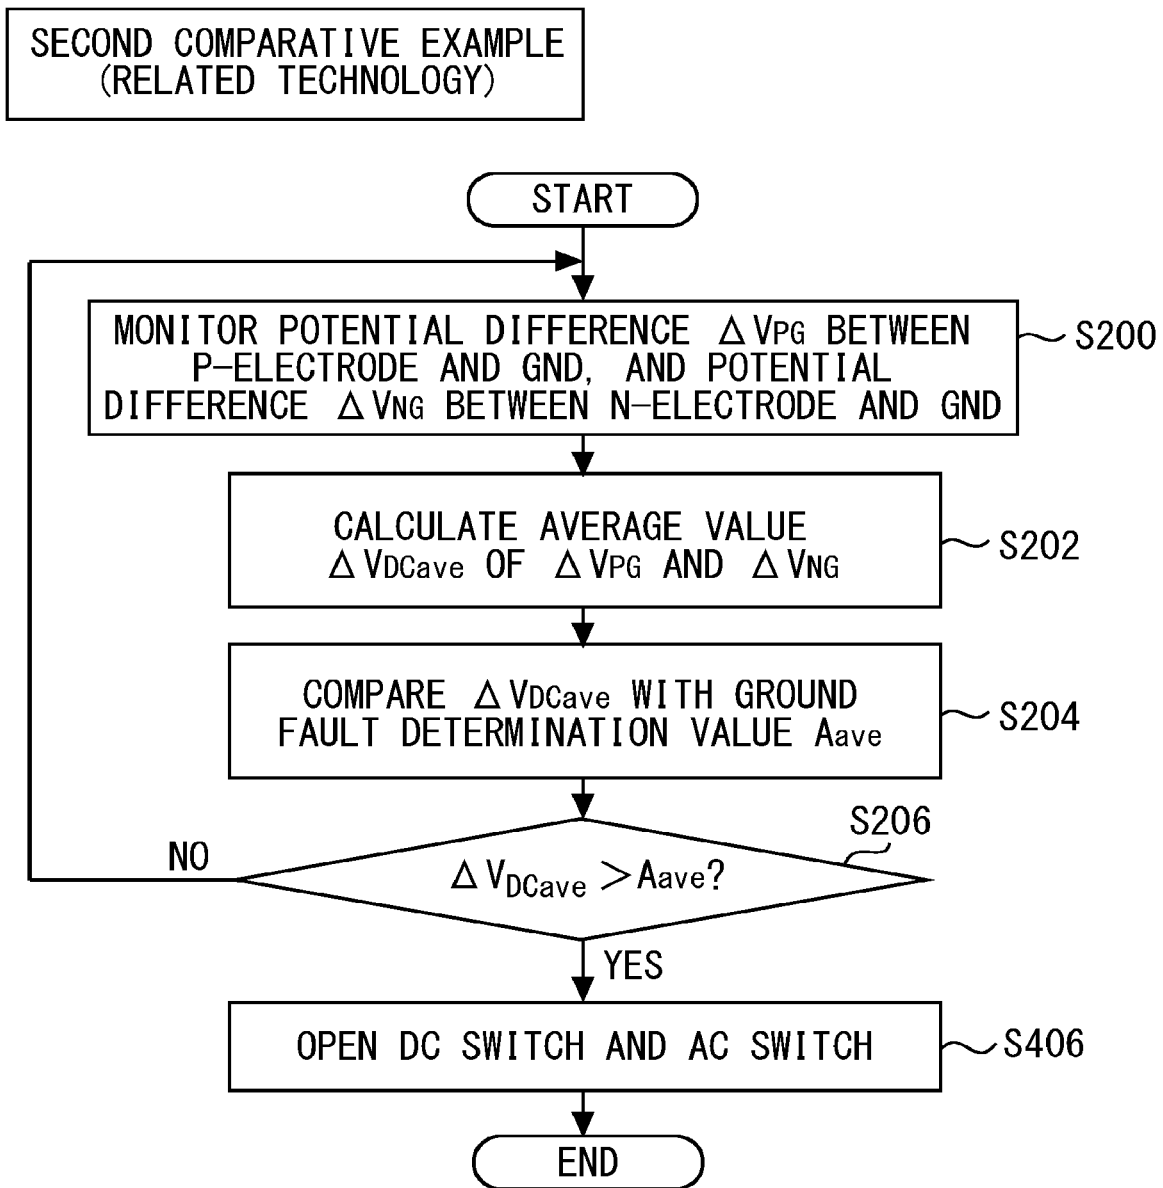 SECOND COMPARATIVE EXAMPLE
(RELATED TECHNOLOGY)
START
MONITOR POTENTIAL DIFFERENCE ΔVPG BETWEEN
P-ELECTRODE AND GND, AND POTENTIAL
DIFFERENCE ΔVNG BETWEEN N-ELECTRODE AND GND
S200
CALCULATE AVERAGE VALUE
ΔVDCave OF ΔVPG AND ΔVNG
S202
COMPARE ΔVDCave WITH GROUND
FAULT DETERMINATION VALUE Aave
S204
S206
NO
ΔVDCave > Aave?
YES
OPEN DC SWITCH AND AC SWITCH
S406
END